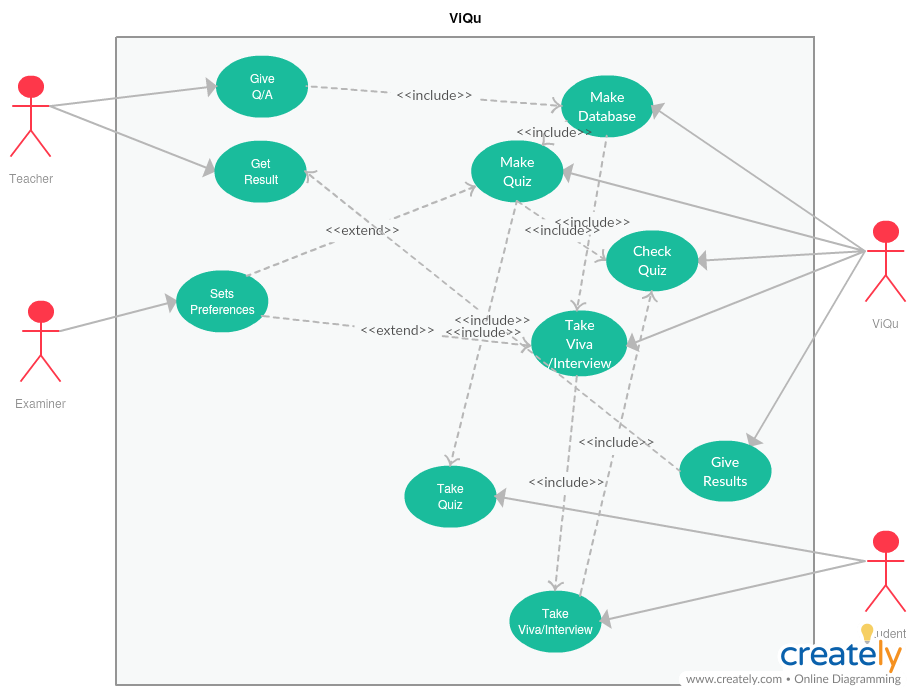 ViQu
Give
Q/A
<<include>>
Make
Database
<<include>>
Teacher
Get
Result
Make
Quiz
<<include>>
<<extend>>
<<include>>
Check
Quiz
Sets
Preferences
<<include>>
<<extend>>
<<include>>
Take
Viva
/Interview
ViQu
Examiner
<<include>>
Give
Results
Take
Quiz
<<include>>
Take
Viva/Interview
creately
www.creately.com • Online Diagramming